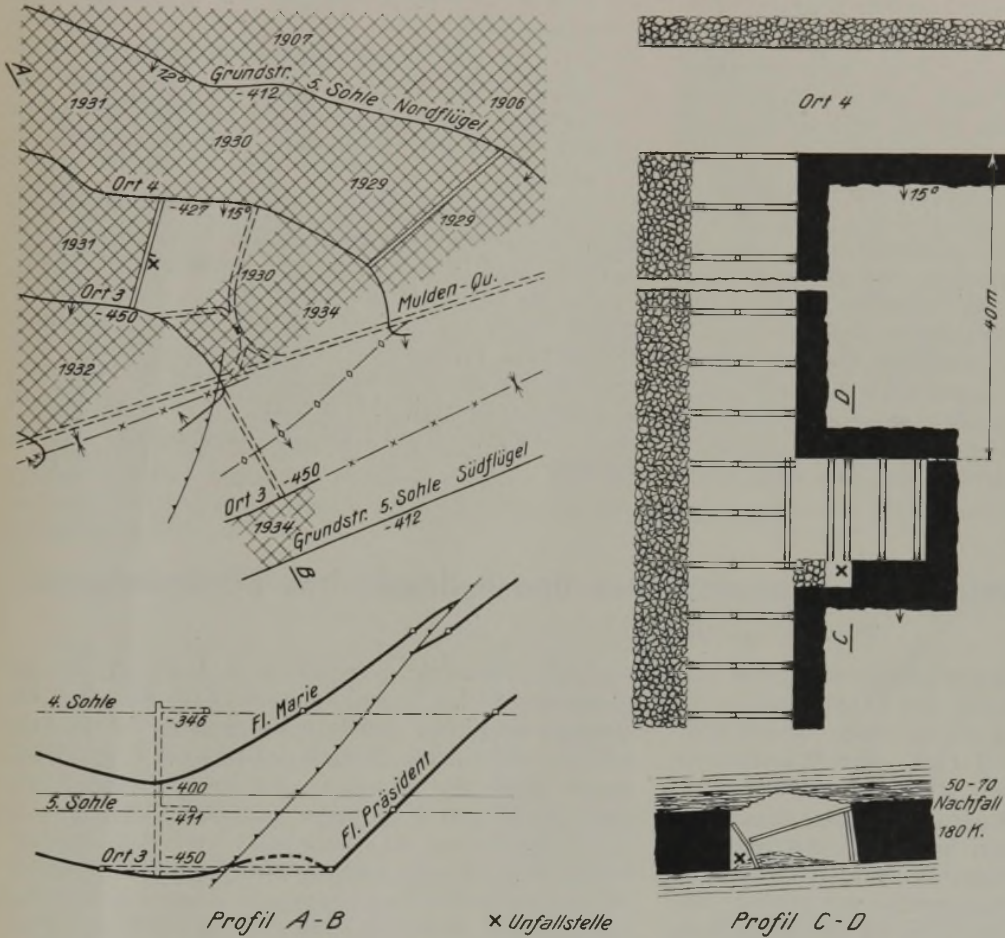 1907
A
12°
Grundstr. 5. Sohle Nordflügel
-412
1906
1931
1930
1929
1929
Ort 4
-427
15°
1931
1930
Ort 3
-450
1934
Mulden-Qu.
1932
Ort 3 -450
1934
Grundstr. 5. Sohle Südflügel
-412
B
4. Sohle
-346
Fl. Marie
-400
5. Sohle
-411
Fl. Präsident
Ort 3 -450
Profil A-B
× Unfallstelle
Ort 4
15°
40m
D
C
50-70
Nachfall
180 K.
Profil C-D